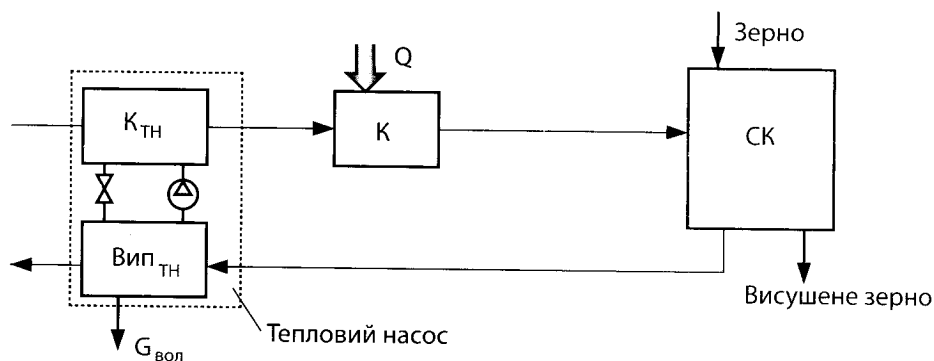 Зерно
Q
К_ТН
К
СК
Вип_ТН
Висушене зерно
Тепловий насос
G_вол